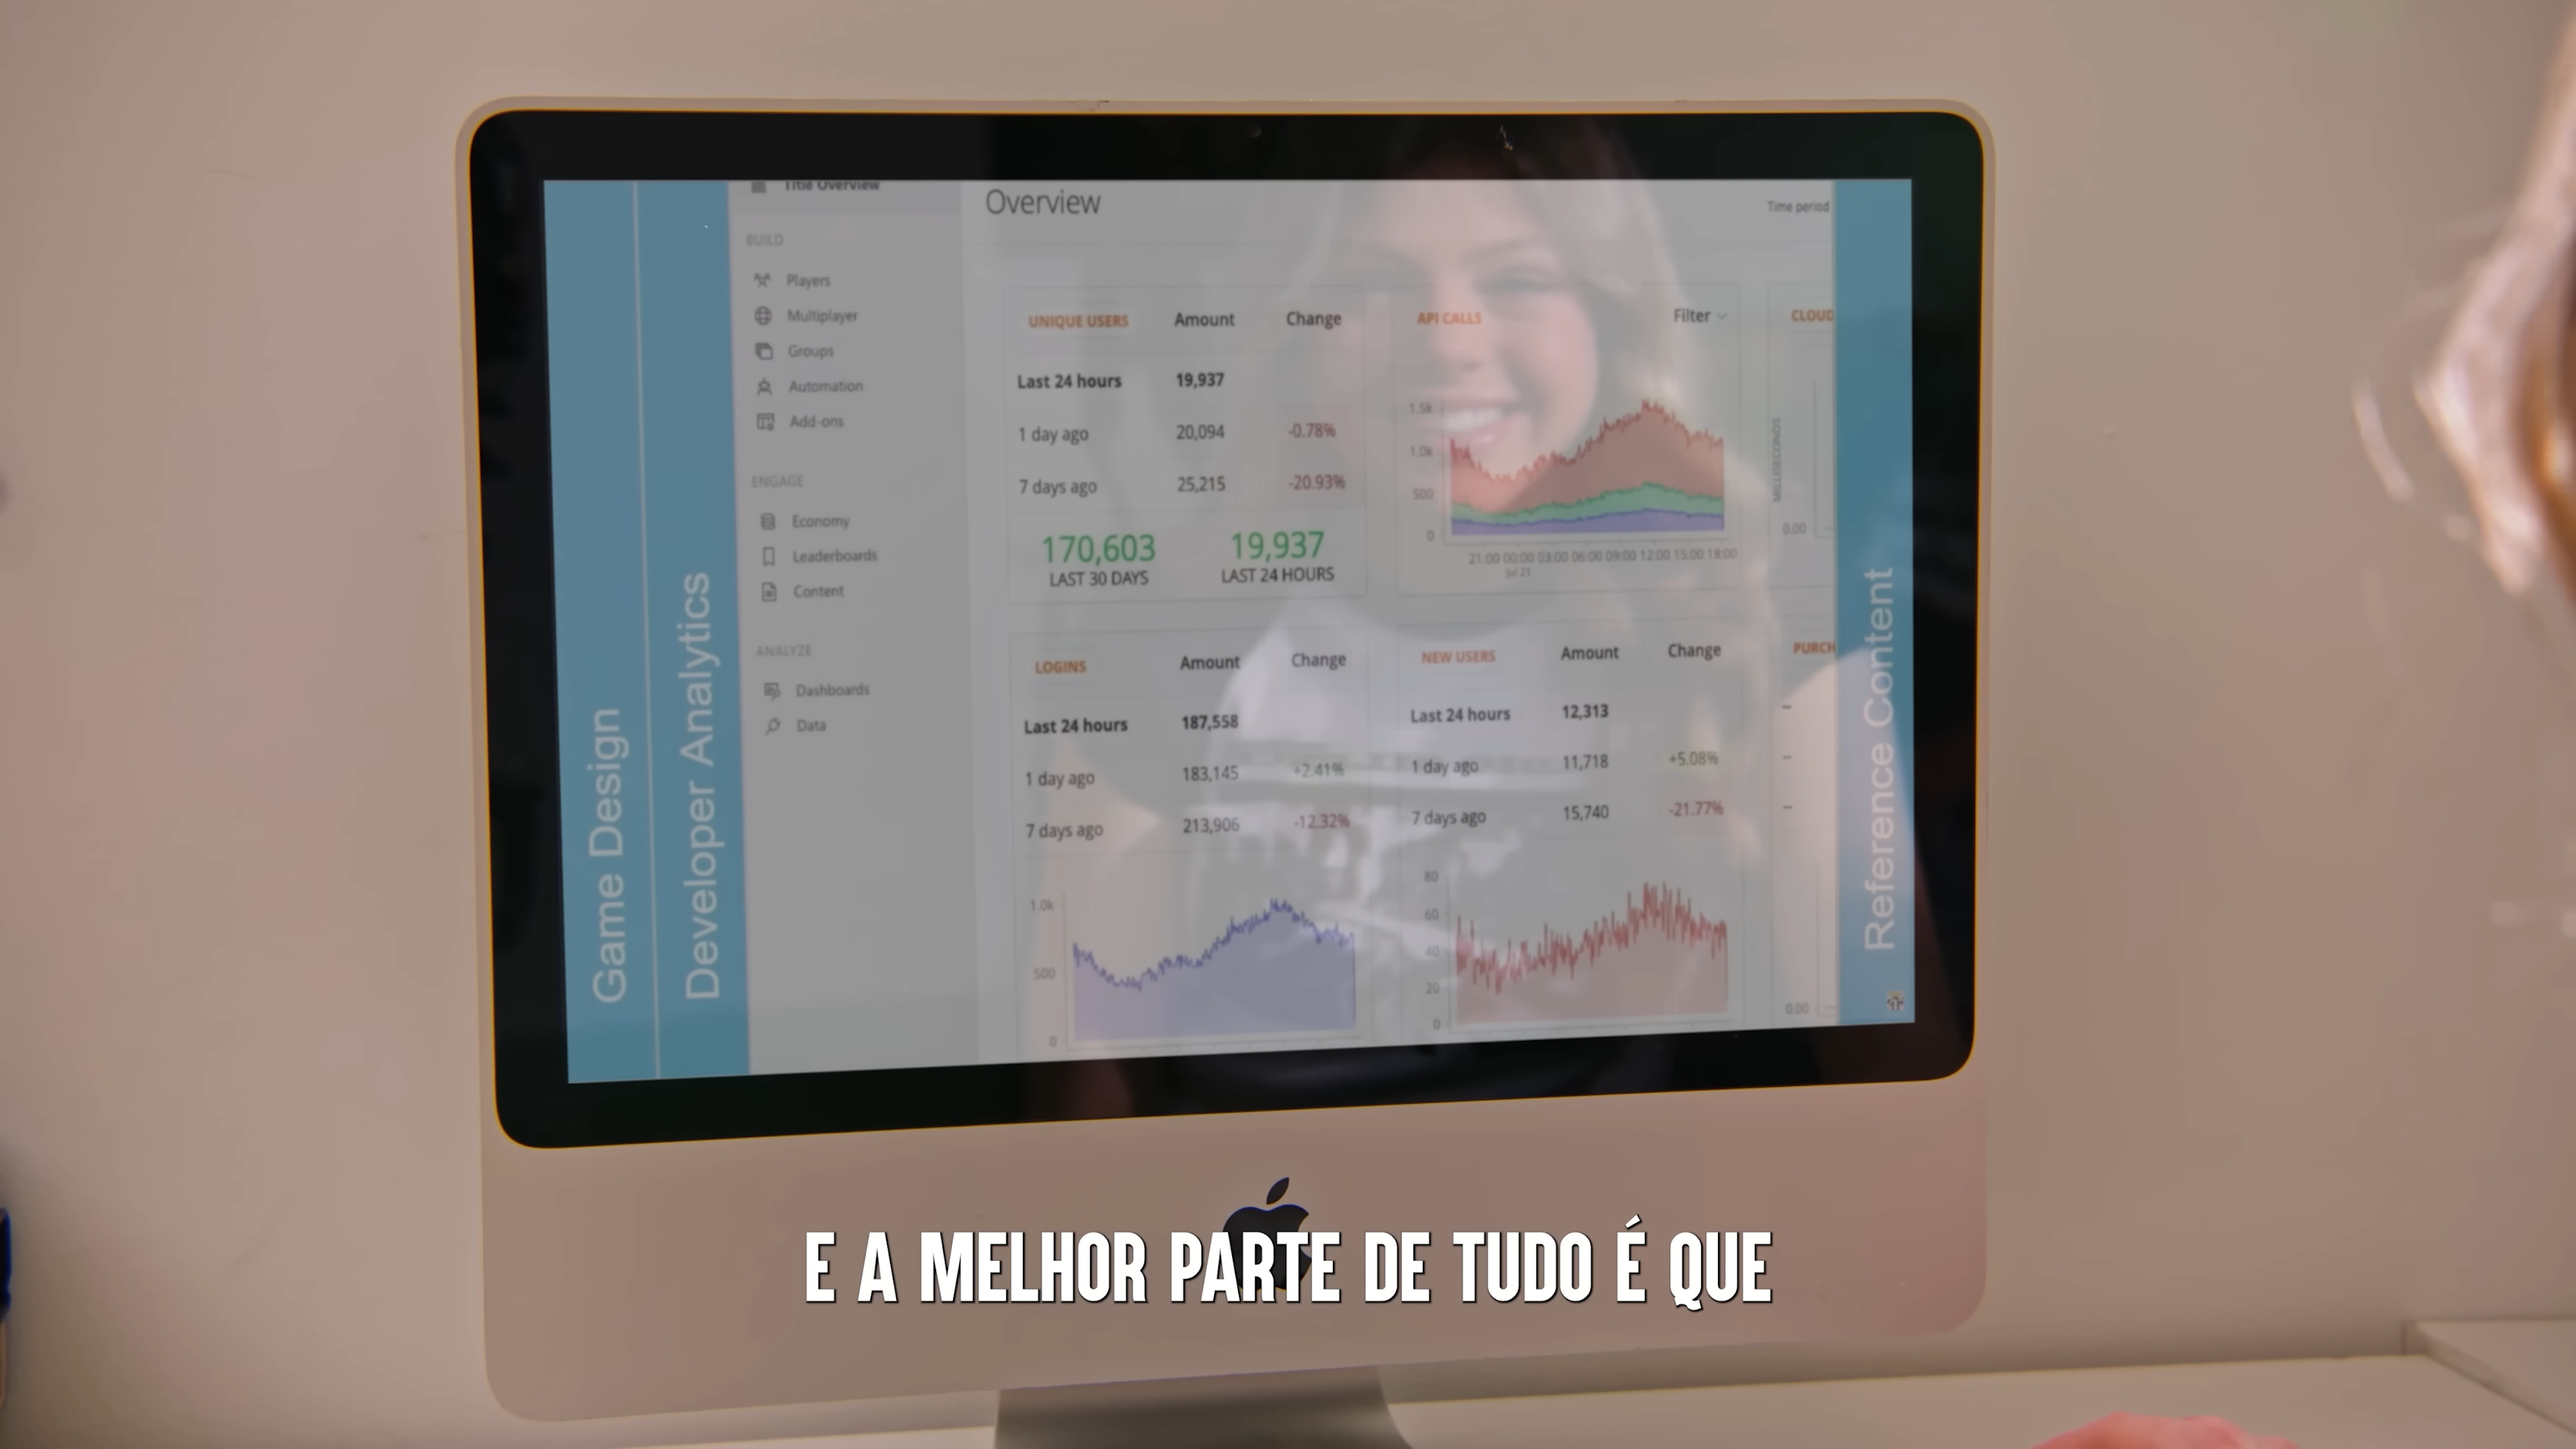 Title Overview
BUILD
Players
Multiplayer
Groups
Automation
Add-ons
ENGAGE
Economy
Leaderboards
Content
ANALYZE
Dashboards
Data
Game Design
Developer Analytics
Overview
Time period
UNIQUE USERS Amount Change
Last 24 hours 19,937
1 day ago 20,094 -0.78%
7 days ago 25,215 -20.93%
170,603 19,937
LAST 30 DAYS LAST 24 HOURS
API CALLS Filter
1.5k
1.0k
500
0
21:00 00:00 03:00 06:00 09:00 12:00 15:00 18:00
Jul 21
CLOUD
MILLISECONDS
0.00
LOGINS Amount Change
Last 24 hours 187,558
1 day ago 183,145 +2.41%
7 days ago 213,906 -12.32%
1.0k
500
0
NEW USERS Amount Change
Last 24 hours 12,313
1 day ago 11,718 +5.08%
7 days ago 15,740 -21.77%
80
60
40
20
0
PURCH
--
--
--
0.00
Reference Content
E A MELHOR PARTE DE TUDO É QUE